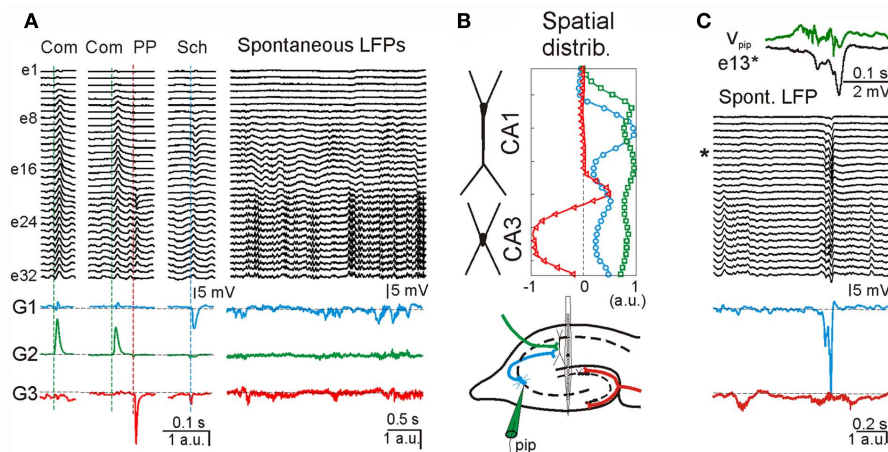 A
Com
Com
PP
Sch
Spontaneous LFPs
e1
e8
e16
e24
e32
5 mV
5 mV
G1
G2
G3
0.1 s
1 a.u.
0.5 s
1 a.u.
B
Spatial
distrib.
CA1
CA3
-1
0
1
(a.u.)
pip
C
Vpip
e13*
0.1 s
2 mV
Spont. LFP
*
5 mV
0.2 s
1 a.u.